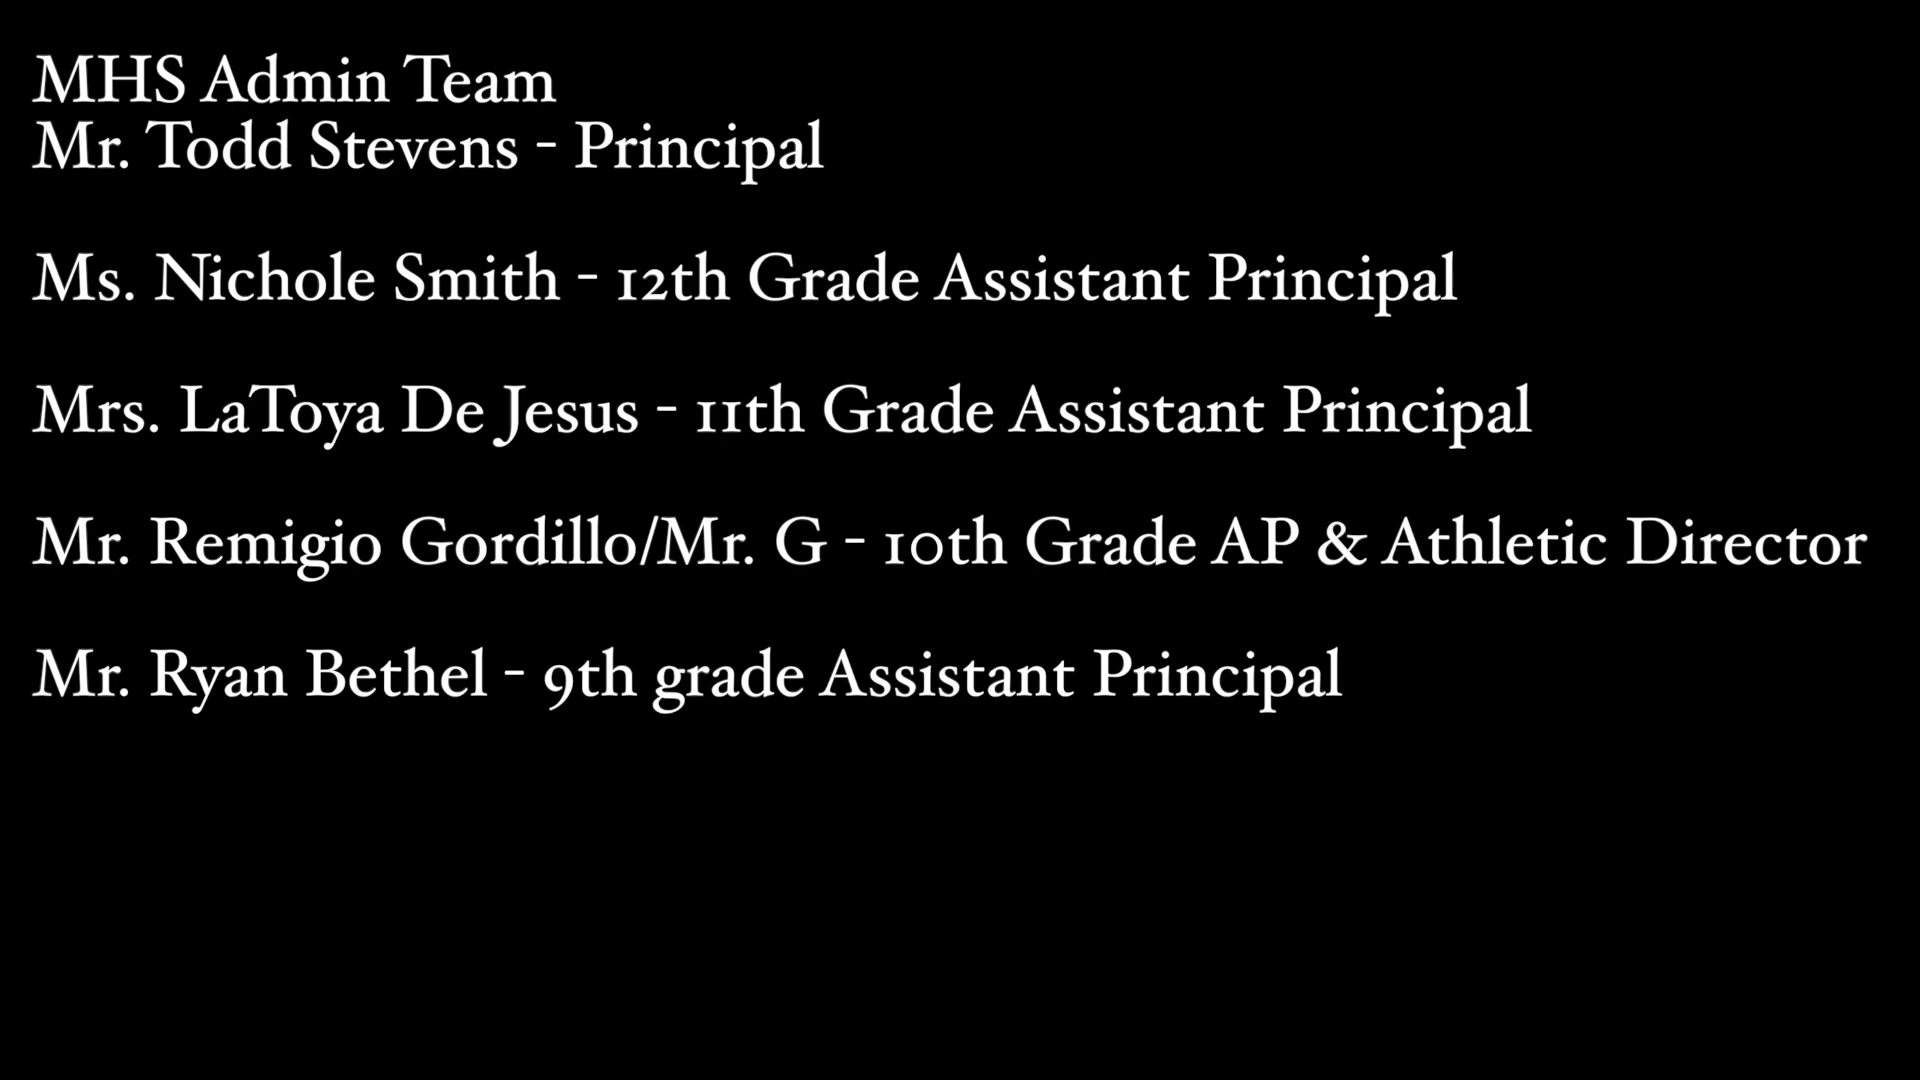 MHS Admin Team
Mr. Todd Stevens - Principal
Ms. Nichole Smith - 12th Grade Assistant Principal
Mrs. LaToya De Jesus - 11th Grade Assistant Principal
Mr. Remigio Gordillo/Mr. G - 10th Grade AP & Athletic Director
Mr. Ryan Bethel - 9th grade Assistant Principal